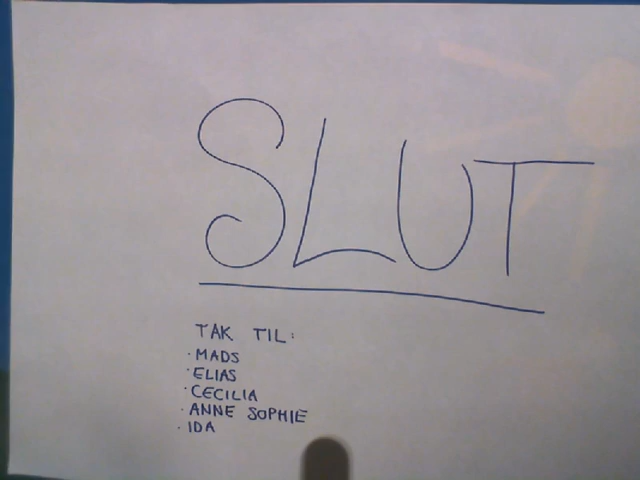 SLUT
TAK TIL:
· MADS
· ELIAS
· CECILIA
· ANNE SOPHIE
· IDA